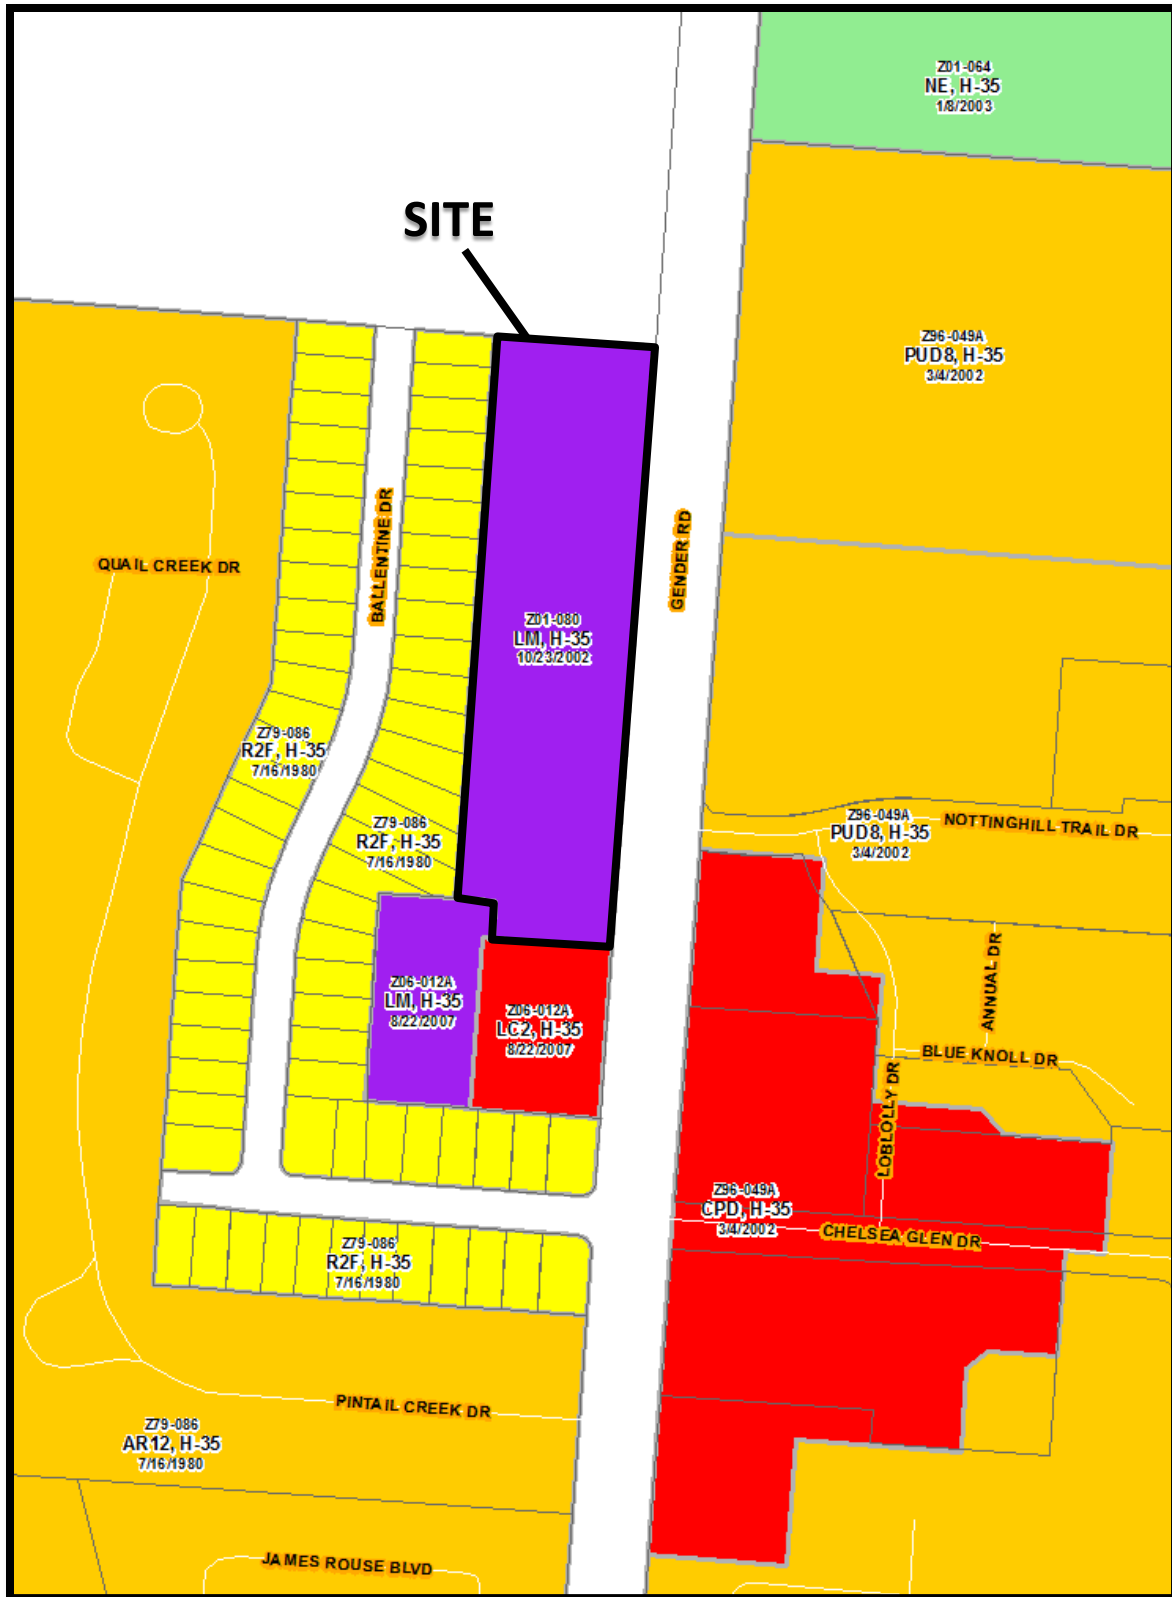 Z01-064
NE, H-35
1/8/2003
SITE
Z96-049A
PUD8, H-35
3/4/2002
BALLENTINE DR
GENDER RD
QUAIL CREEK DR
Z01-080
LM, H-35
10/23/2002
Z79-086
R2F, H-35
7/16/1980
Z79-086
R2F, H-35
7/16/1980
Z96-049A
PUD8, H-35
3/4/2002
NOTTINGHILL TRAIL DR
ANNUAL DR
Z06-012A
LM, H-35
8/22/2007
Z06-012A
LC2, H-35
8/22/2007
BLUE KNOLL DR
LOBLOLLY DR
Z96-049A
CPD, H-35
3/4/2002
CHELSEA GLEN DR
Z79-086
R2F, H-35
7/16/1980
PINTAIL CREEK DR
Z79-086
AR12, H-35
7/16/1980
JAMES ROUSE BLVD